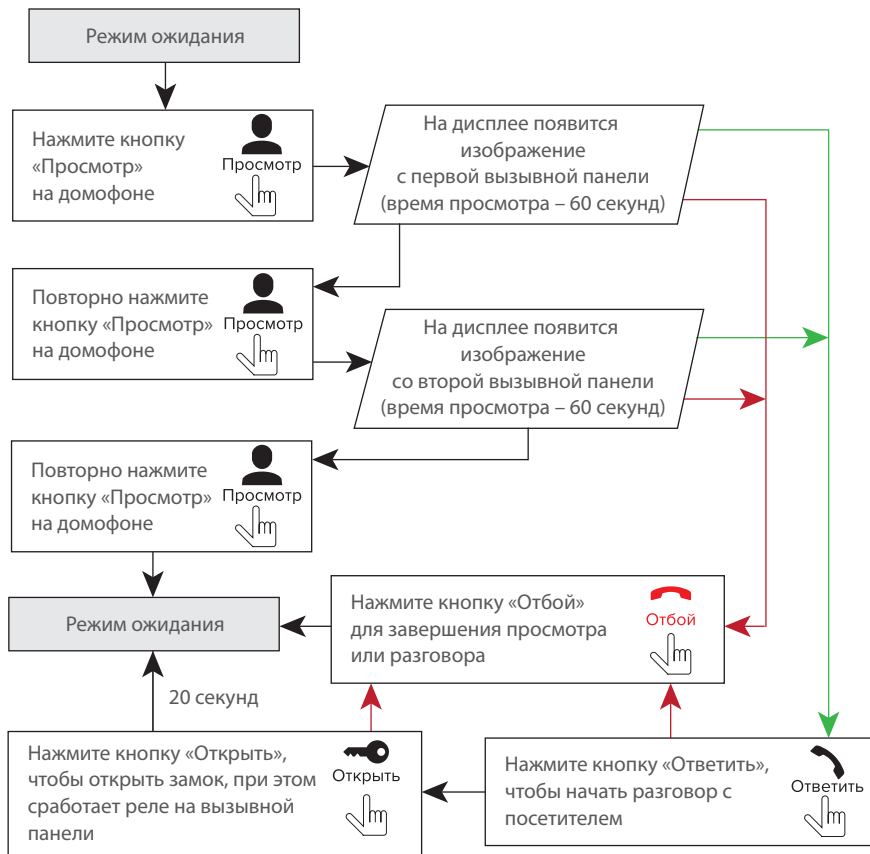 Режим ожидания
Нажмите кнопку
«Просмотр»
на домофоне
Просмотр
На дисплее появится
изображение
с первой вызывной панели
(время просмотра – 60 секунд)
Повторно нажмите
кнопку «Просмотр»
на домофоне
Просмотр
На дисплее появится
изображение
со второй вызывной панели
(время просмотра – 60 секунд)
Повторно нажмите
кнопку «Просмотр»
на домофоне
Просмотр
Режим ожидания
Нажмите кнопку «Отбой»
для завершения просмотра
или разговора
Отбой
20 секунд
Нажмите кнопку «Открыть»,
чтобы открыть замок, при этом
сработает реле на вызывной
панели
Открыть
Нажмите кнопку «Ответить»,
чтобы начать разговор с
посетителем
Ответить